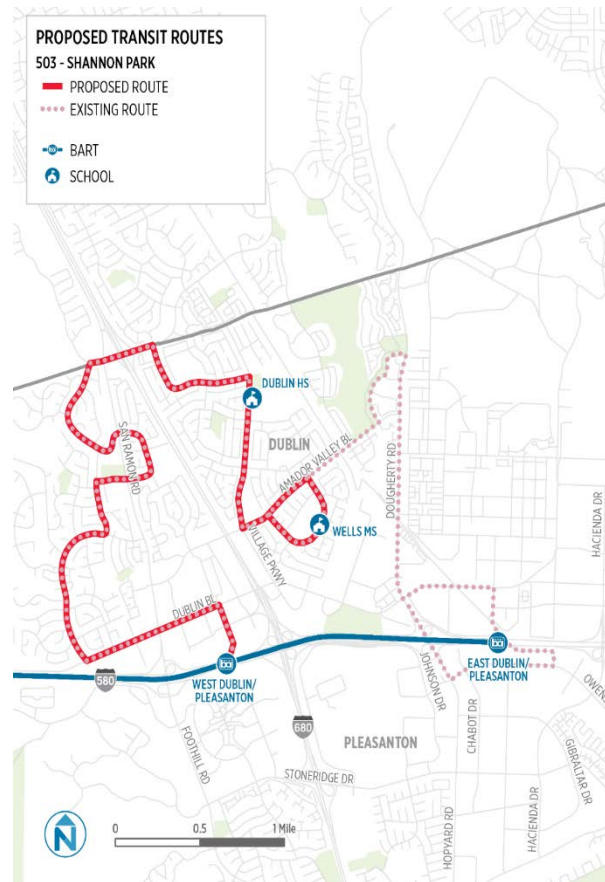 PROPOSED TRANSIT ROUTES
503 - SHANNON PARK
PROPOSED ROUTE
EXISTING ROUTE
BART
SCHOOL
DUBLIN HS
SAN RAMON RD
DUBLIN
AMADOR VALLEY BL
DOUGHERTY RD
HACIENDA DR
WELLS MS
VILLAGE PKWY
DUBLIN BL
580
WEST DUBLIN/
PLEASANTON
EAST DUBLIN/
PLEASANTON
JOHNSON DR
CHABOT DR
OWENS
680
FOOTHILL RD
PLEASANTON
STONERIDGE DR
GIBRALTAR DR
HOPYARD RD
HACIENDA DR
N
0 0.5 1 Mile